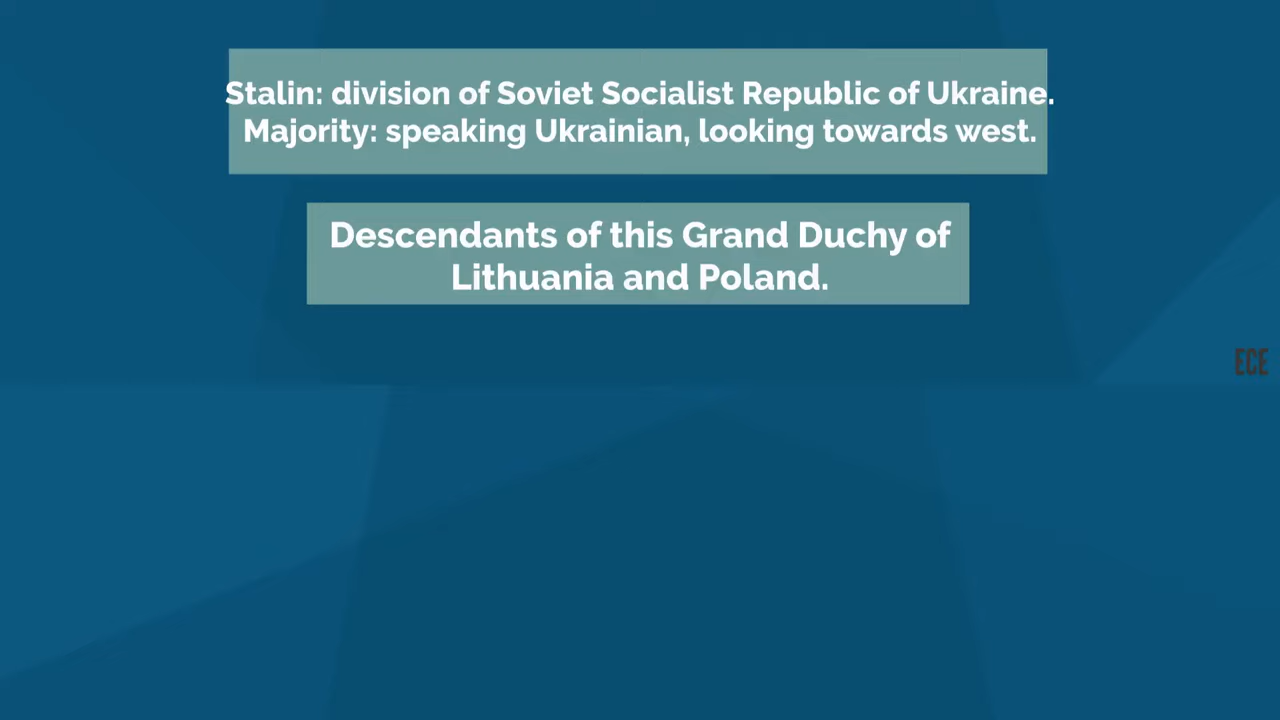 Stalin: division of Soviet Socialist Republic of Ukraine.
Majority: speaking Ukrainian, looking towards west.
Descendants of this Grand Duchy of
Lithuania and Poland.
ECE